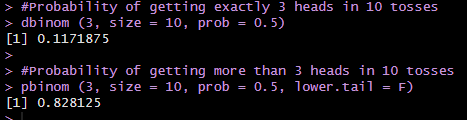 > #Probability of getting exactly 3 heads in 10 tosses
> dbinom (3, size = 10, prob = 0.5)
[1] 0.1171875
>
> #Probability of getting more than 3 heads in 10 tosses
> pbinom (3, size = 10, prob = 0.5, lower.tail = F)
[1] 0.828125
>